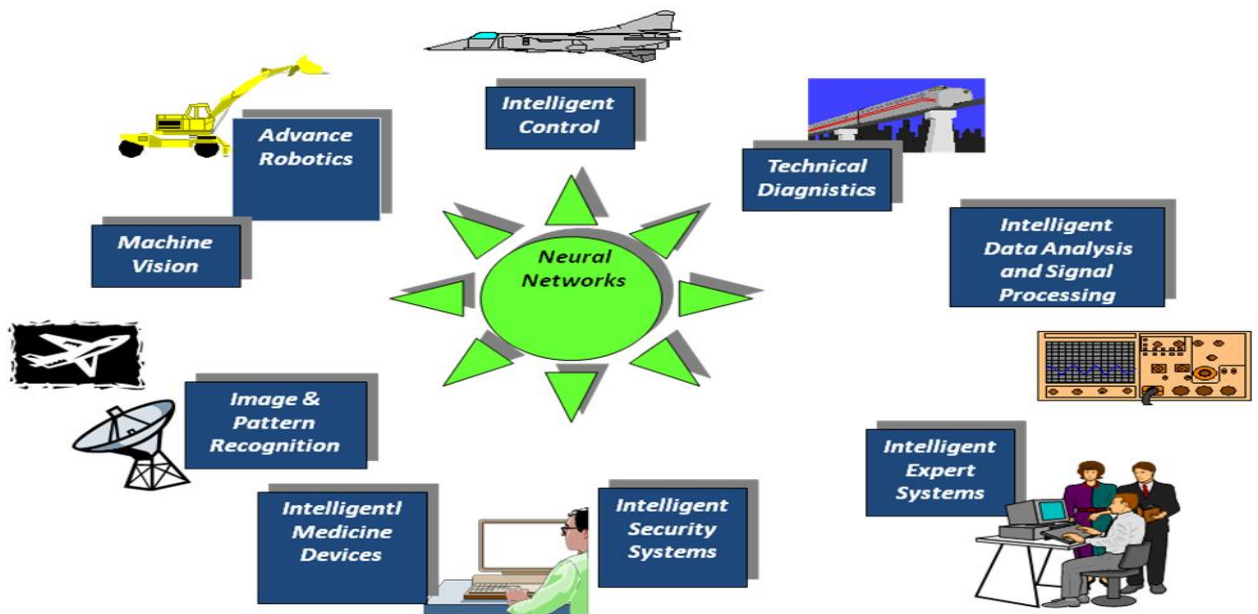 Intelligent
Control
Advance
Robotics
Technical
Diagnistics
Machine
Vision
Intelligent
Data Analysis
and Signal
Processing
Neural
Networks
Image &
Pattern
Recognition
Intelligent
Expert
Systems
Intelligentl
Medicine
Devices
Intelligent
Security
Systems